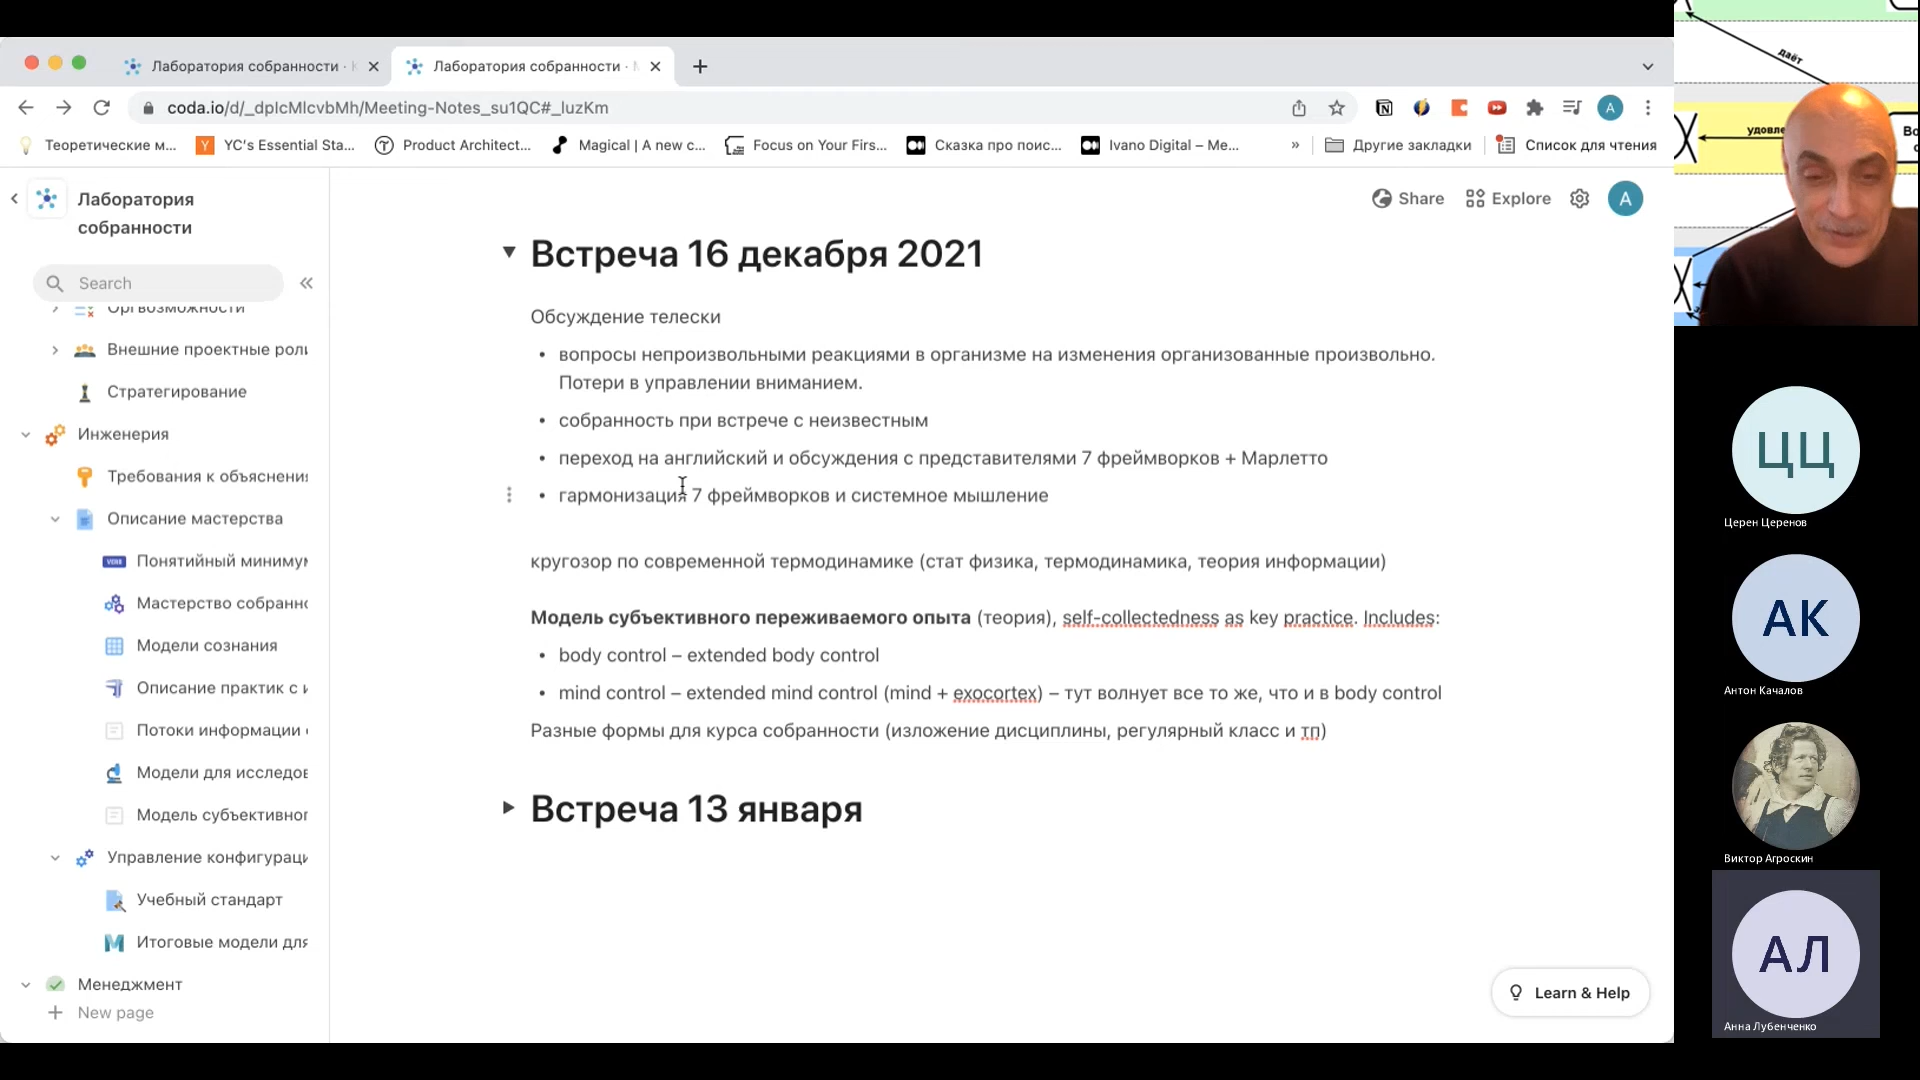 Лаборатория собранности ·
Лаборатория собранности ·
coda.io/d/_dplcMlcvbMh/Meeting-Notes_su1QC#_luzKm
A
Теоретические м...
Y
YC's Essential Sta...
Product Architect...
Magical | A new c...
Focus on Your Firs...
Сказка про поис...
Ivano Digital – Me...
»
Другие закладки
Список для чтения
Лаборатория
собранности
Search
Share
Explore
A
Оргвозможности
Внешние проектные роли
Стратегирование
Инженерия
Требования к объяснени
Описание мастерства
Понятийный минимум
Мастерство собранно
Модели сознания
Описание практик с и
Потоки информации
Модели для исследов
Модель субъективног
Управление конфигураци
Учебный стандарт
Итоговые модели для
Менеджмент
New page
Встреча 16 декабря 2021
Обсуждение телески
• вопросы непроизвольными реакциями в организме на изменения организованные произвольно.
Потери в управлении вниманием.
• собранность при встрече с неизвестным
• переход на английский и обсуждения с представителями 7 фреймворков + Марлетто
• гармонизация 7 фреймворков и системное мышление
кругозор по современной термодинамике (стат физика, термодинамика, теория информации)
Модель субъективного переживаемого опыта (теория), self-collectedness as key practice. Includes:
• body control – extended body control
• mind control – extended mind control (mind + exocortex) – тут волнует все то же, что и в body control
Разные формы для курса собранности (изложение дисциплины, регулярный класс и тп)
Встреча 13 января
Learn & Help
даёт
удовле
ЦЦ
Церен Церенов
АК
Антон Качалов
Виктор Агроскин
АЛ
Анна Лубенченко